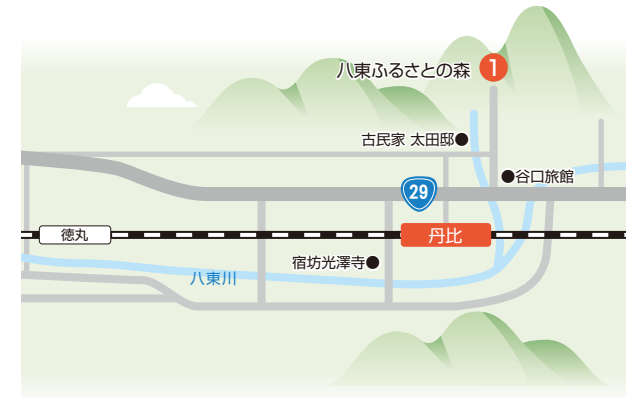 八東ふるさとの森 1
古民家 太田邸
谷口旅館
29
徳丸
丹比
宿坊光澤寺
八東川